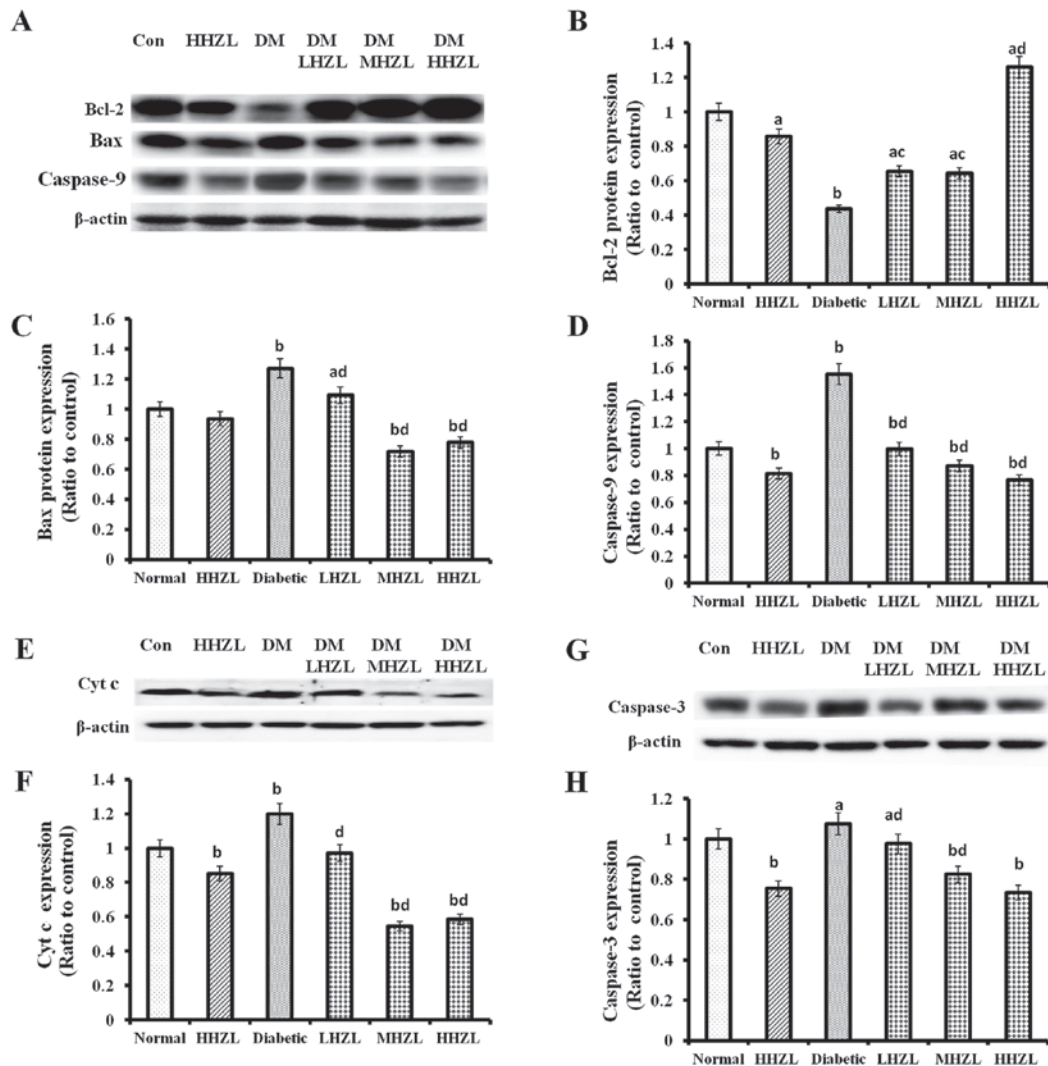 A
Con HHZL DM DM DM DM
LHZL MHZL HHZL
Bcl-2
Bax
Caspase-9
β-actin
B
Bcl-2 protein expression
(Ratio to control)
1.4
1.2
1
0.8
0.6
0.4
0.2
0
a
b
ac
ac
ad
Normal HHZL Diabetic LHZL MHZL HHZL
C
Bax protein expression
(Ratio to control)
1.6
1.4
1.2
1
0.8
0.6
0.4
0.2
0
b
ad
bd
bd
Normal HHZL Diabetic LHZL MHZL HHZL
D
Caspase-9 expression
(Ratio to control)
1.8
1.6
1.4
1.2
1
0.8
0.6
0.4
0.2
0
b
b
bd
bd
bd
Normal HHZL Diabetic LHZL MHZL HHZL
E
Con HHZL DM DM DM DM
LHZL MHZL HHZL
Cyt c
β-actin
F
Cyt c expression
(Ratio to control)
1.4
1.2
1
0.8
0.6
0.4
0.2
0
b
b
d
bd
bd
Normal HHZL Diabetic LHZL MHZL HHZL
G
Con HHZL DM DM DM DM
LHZL MHZL HHZL
Caspase-3
β-actin
H
Caspase-3 expression
(Ratio to control)
1.2
1
0.8
0.6
0.4
0.2
0
b
a
ad
bd
b
Normal HHZL Diabetic LHZL MHZL HHZL